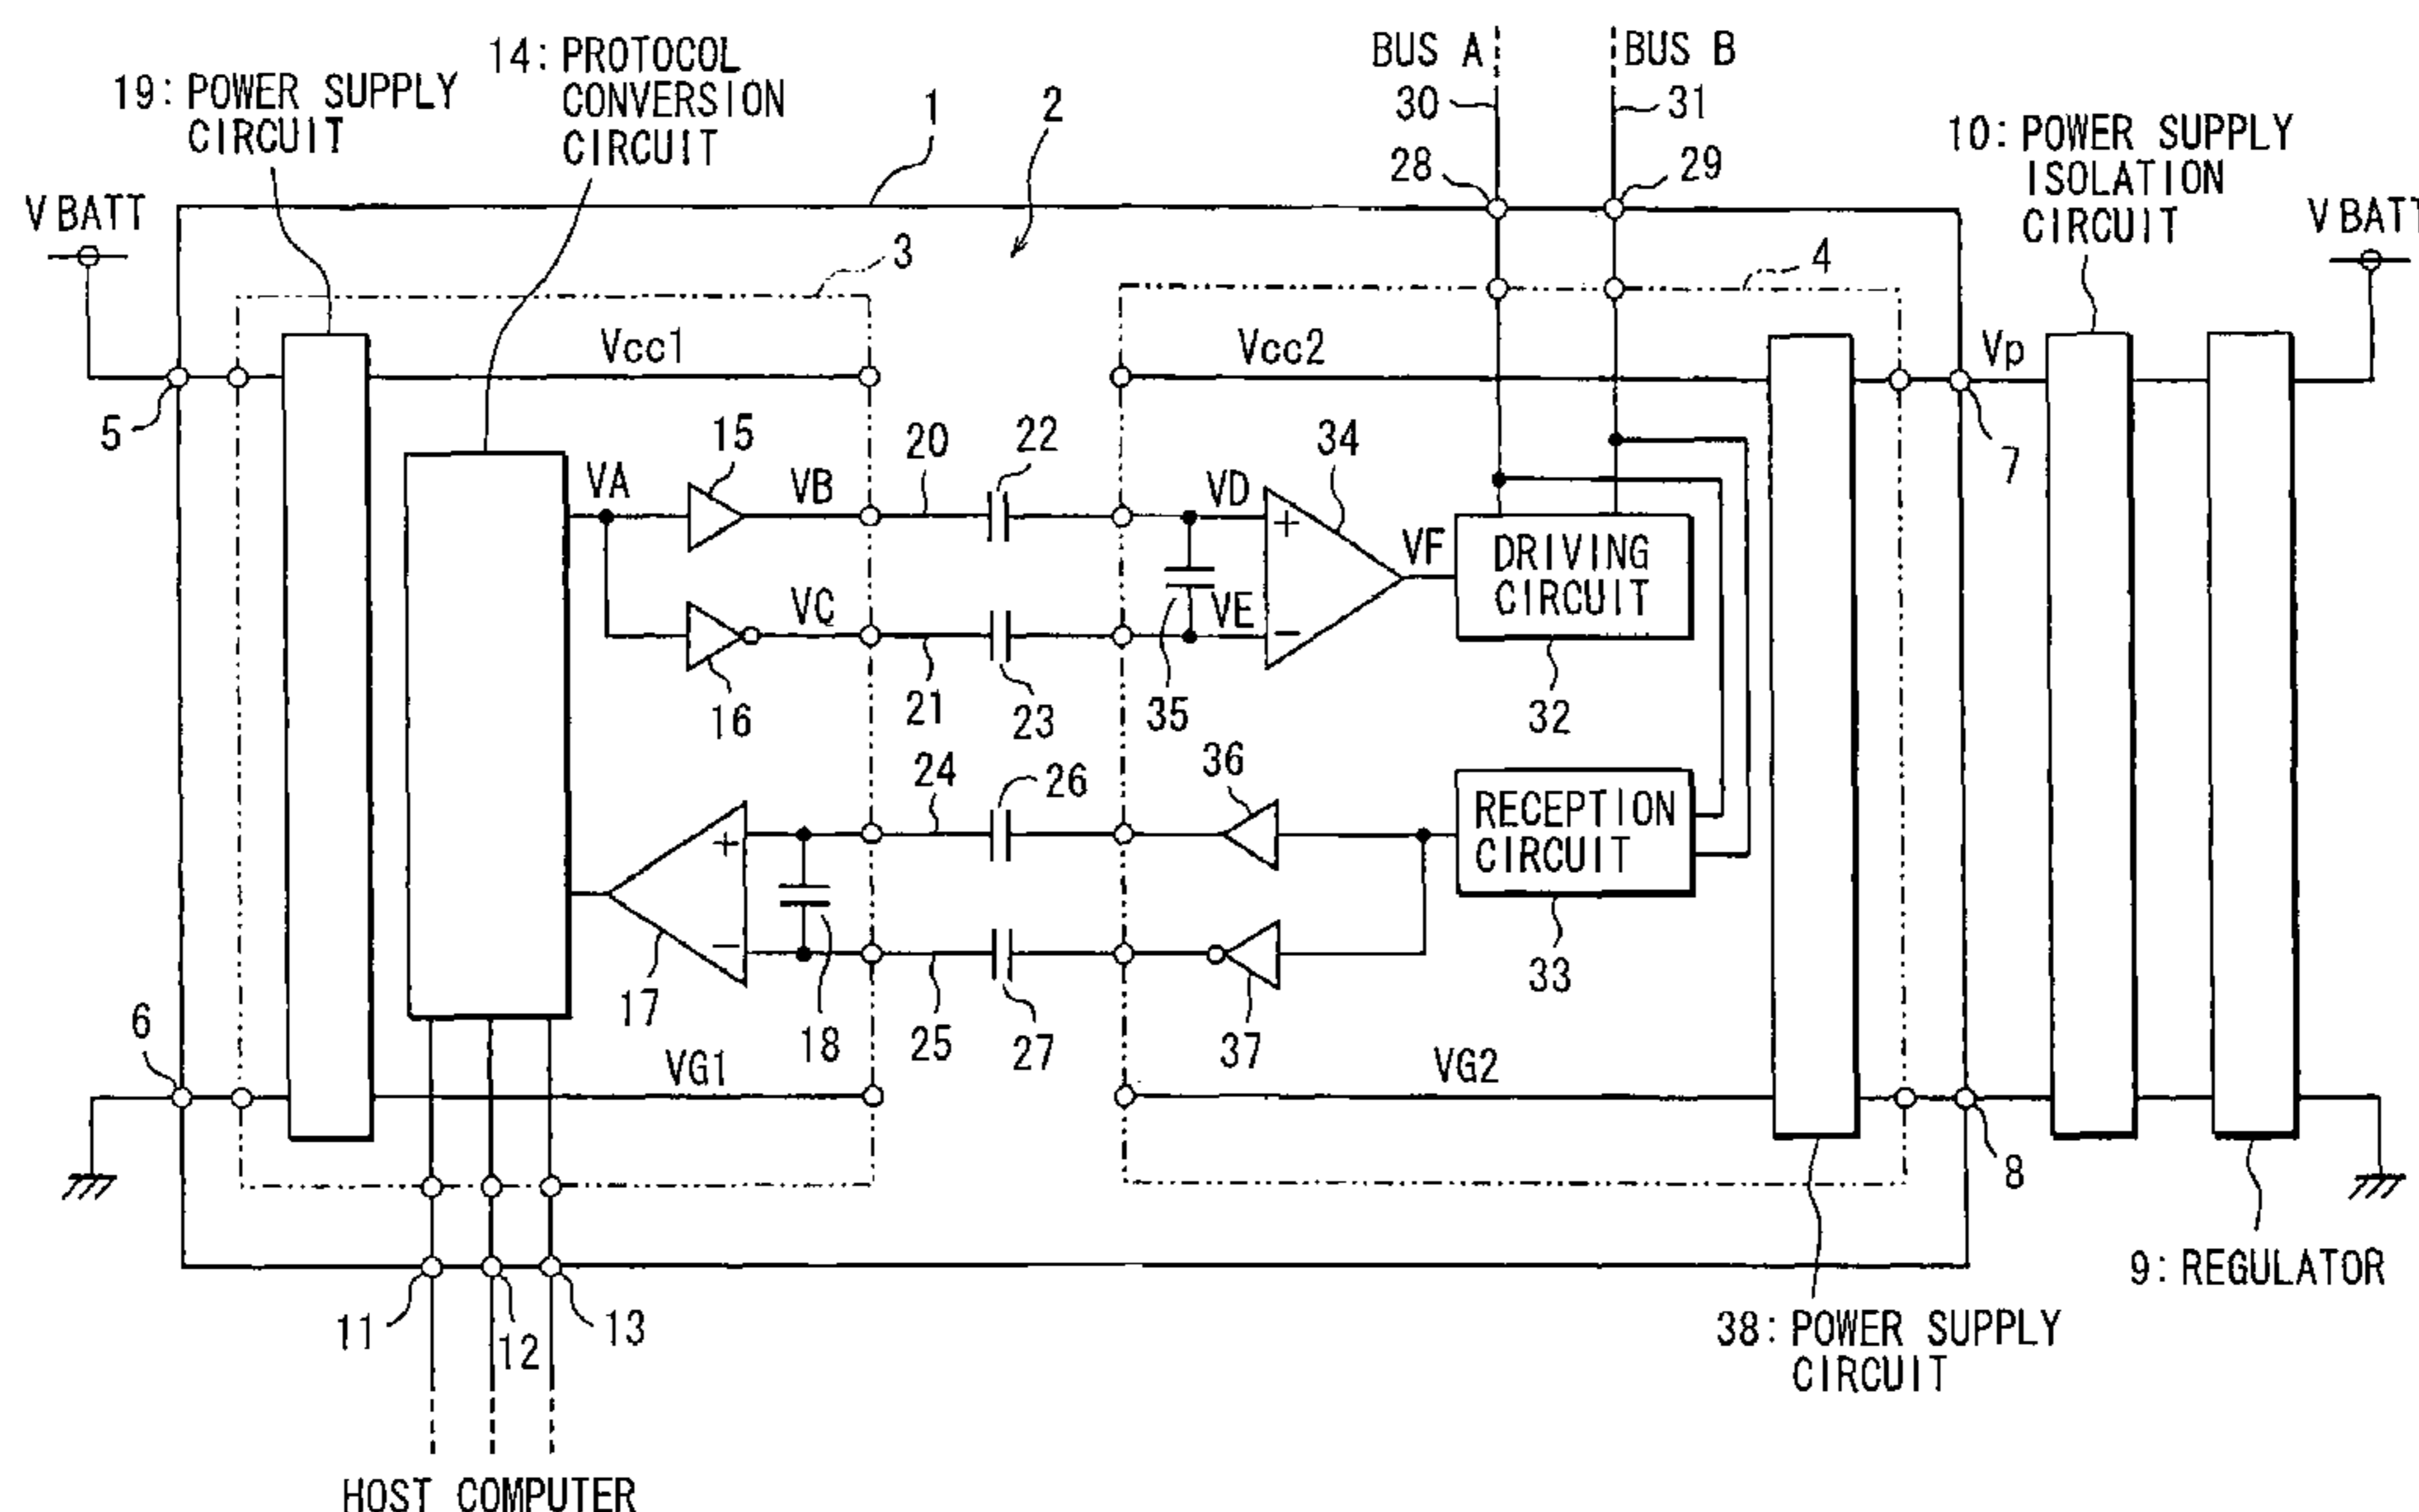 BUS A
BUS B
14: PROTOCOL
CONVERSION
CIRCUIT
19: POWER SUPPLY
CIRCUIT
1
2
30
31
10: POWER SUPPLY
ISOLATION
CIRCUIT
28
29
V BATT
V BATT
3
4
Vcc1
Vcc2
Vp
5
7
15
20
22
34
VA
VB
VD
+
VF
DRIVING
CIRCUIT
VC
VE
−
35
16
21
23
32
24
26
36
+
RECEPTION
CIRCUIT
−
17
18
25
27
37
33
6
VG1
VG2
8
9: REGULATOR
11
12
13
38: POWER SUPPLY
CIRCUIT
HOST COMPUTER